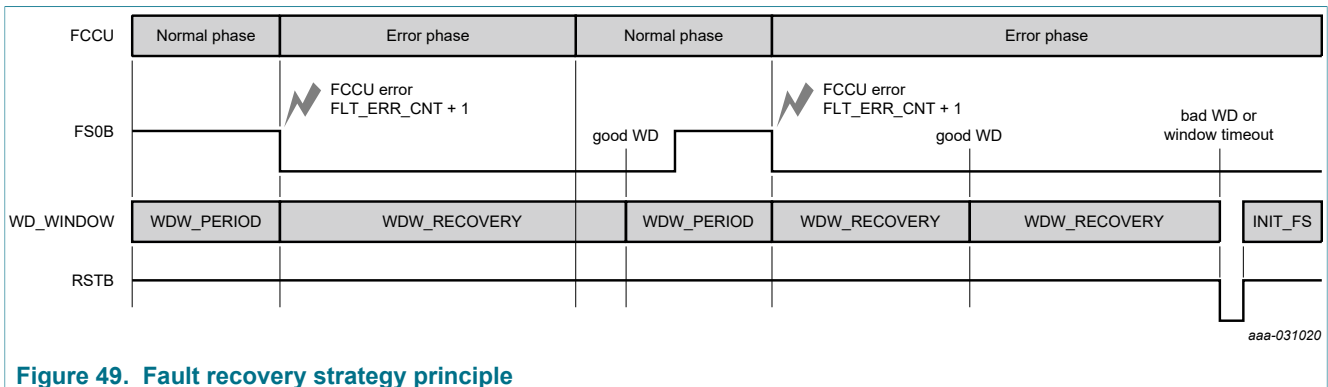 FCCU Normal phase Error phase Normal phase Error phase
FCCU error
FLT_ERR_CNT + 1
FCCU error
FLT_ERR_CNT + 1
bad WD or
window timeout
FS0B good WD good WD
WD_WINDOW WDW_PERIOD WDW_RECOVERY WDW_PERIOD WDW_RECOVERY WDW_RECOVERY INIT_FS
RSTB
aaa-031020
Figure 49. Fault recovery strategy principle